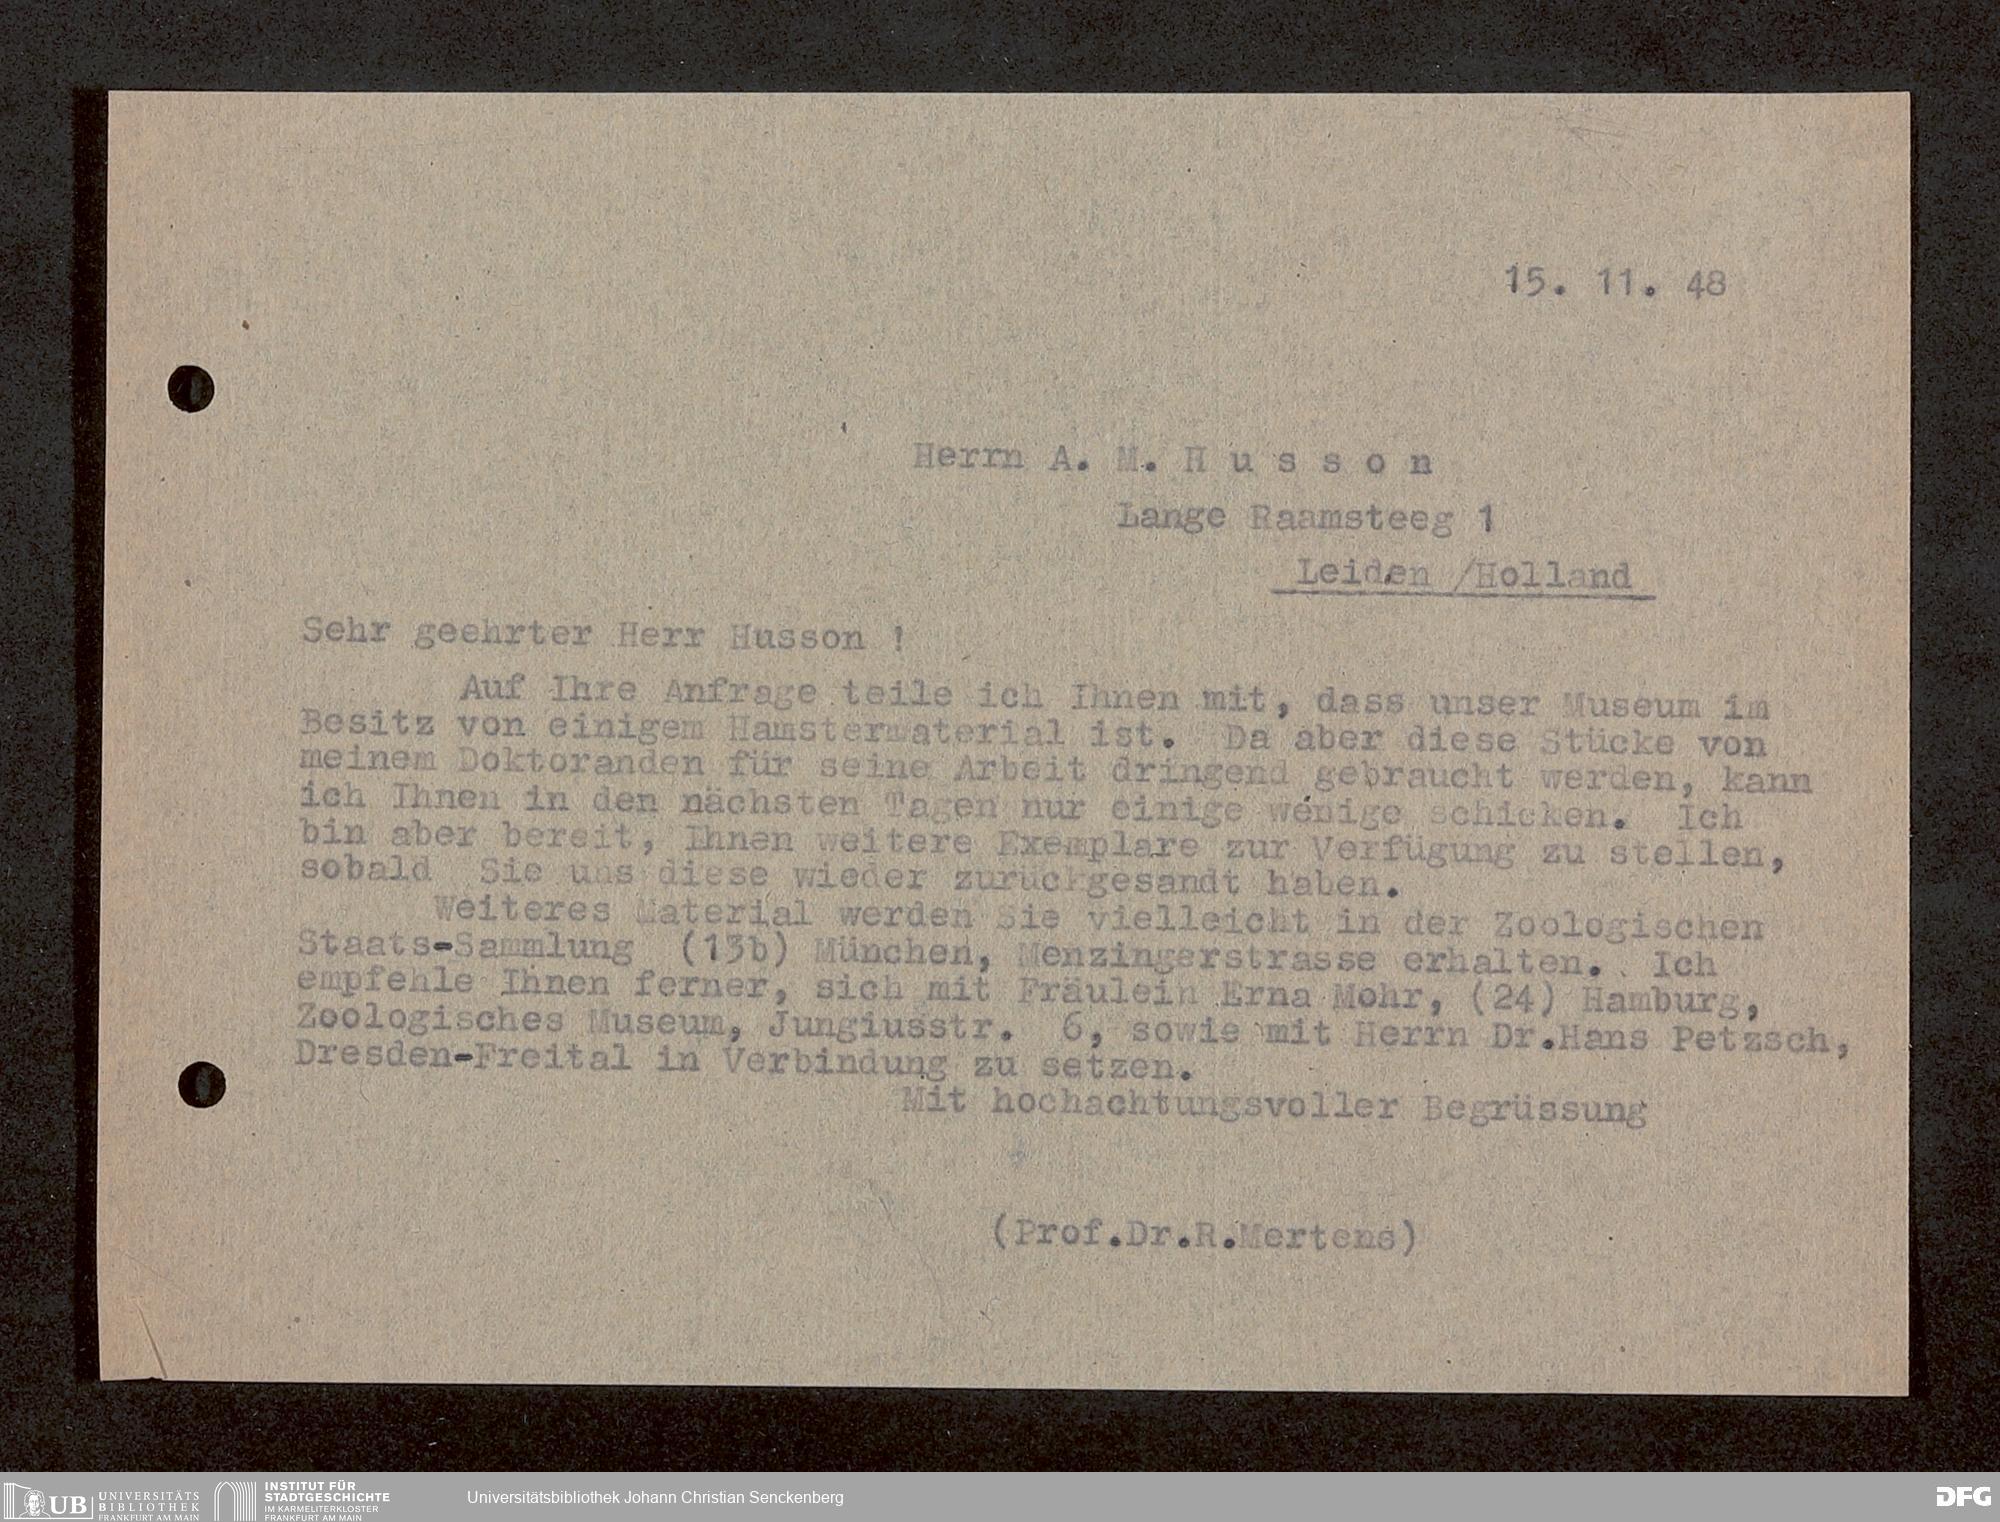 15. 11. 48
Herrn A. M. H u s s o n
Lange Raamsteeg 1
Leiden /Holland
Sehr geehrter Herr Husson !
Auf Ihre Anfrage teile ich Ihnen mit, dass unser Museum im
Besitz von einigem Hamstermaterial ist. Da aber diese Stücke von
meinem Doktoranden für seine Arbeit dringend gebraucht werden, kann
ich Ihnen in den nächsten Tagen nur einige wenige schicken. Ich
bin aber bereit, Ihnen weitere Exemplare zur Verfügung zu stellen,
sobald Sie uns diese wieder zurückgesandt haben.
Weiteres Material werden Sie vielleicht in der Zoologischen
Staats-Sammlung (13b) München, Menzingerstrasse erhalten. Ich
empfehle Ihnen ferner, sich mit Fräulein Erna Mohr, (24) Hamburg,
Zoologisches Museum, Jungiusstr. 6, sowie mit Herrn Dr.Hans Petzsch,
Dresden-Freital in Verbindung zu setzen.
Mit hochachtungsvoller Begrüssung
(Prof.Dr.R.Mertens)
UB UNIVERSITÄTS
BIBLIOTHEK
FRANKFURT AM MAIN
INSTITUT FÜR
STADTGESCHICHTE
IM KARMELITERKLOSTER
FRANKFURT AM MAIN
Universitätsbibliothek Johann Christian Senckenberg
DFG